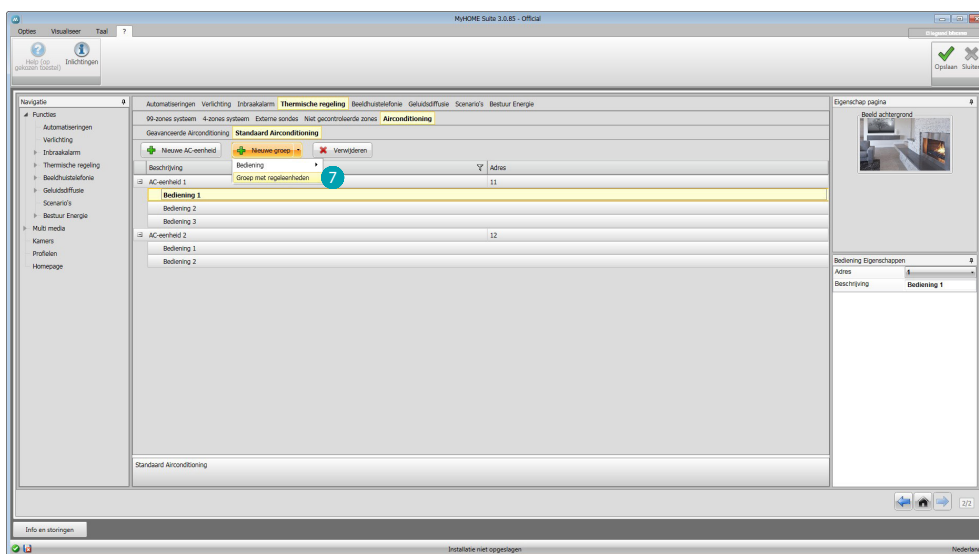 MyHOME Suite 3.0.85 - Official
Opties Visualiseer Taal ?
Help (op gekozen toestel)
Inlichtingen
Opslaan Sluiten
Navigatie
Functies
Automatiseringen
Verlichting
Inbraakalarm
Thermische regeling
Beeldhuistelefonie
Geluidsdiffusie
Scenario's
Bestuur Energie
Multi media
Kamers
Profielen
Homepage
Automatiseringen Verlichting Inbraakalarm Thermische regeling Beeldhuistelefonie Geluidsdiffusie Scenario's Bestuur Energie
99-zones systeem 4-zones systeem Externe sondes Niet gecontroleerde zones Airconditioning
Geavanceerde Airconditioning Standaard Airconditioning
Nieuwe AC-eenheid Nieuwe groep Verwijderen
Bediening
Groep met regeleenheden
7
Beschrijving Adres
AC-eenheid 1 11
Bediening 1
Bediening 2
Bediening 3
AC-eenheid 2 12
Bediening 1
Bediening 2
Standaard Airconditioning
Eigenschap pagina
Beeld achtergrond
Bediening Eigenschappen
Adres 1
Beschrijving Bediening 1
2/2
Info en storingen
Installatie niet opgeslagen